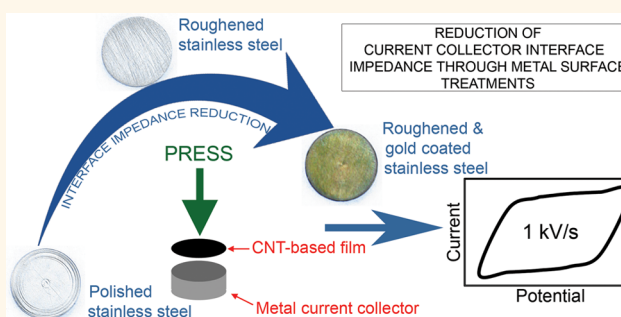 Roughened
stainless steel
REDUCTION OF
CURRENT COLLECTOR INTERFACE
IMPEDANCE THROUGH METAL SURFACE
TREATMENTS
INTERFACE IMPEDANCE REDUCTION
PRESS
Roughened &
gold coated
stainless steel
CNT-based film
Metal current collector
Polished
stainless steel
Current
1 kV/s
Potential